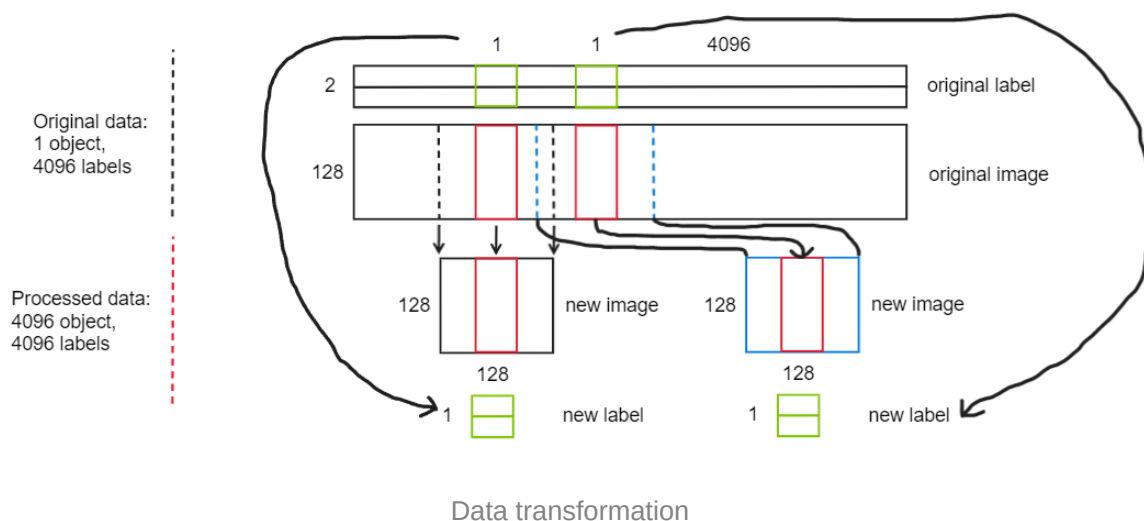 1 1 4096
2 original label
Original data:
1 object,
4096 labels
128 original image
Processed data:
4096 object,
4096 labels
128 new image 128 new image
128 128
1 new label 1 new label
Data transformation